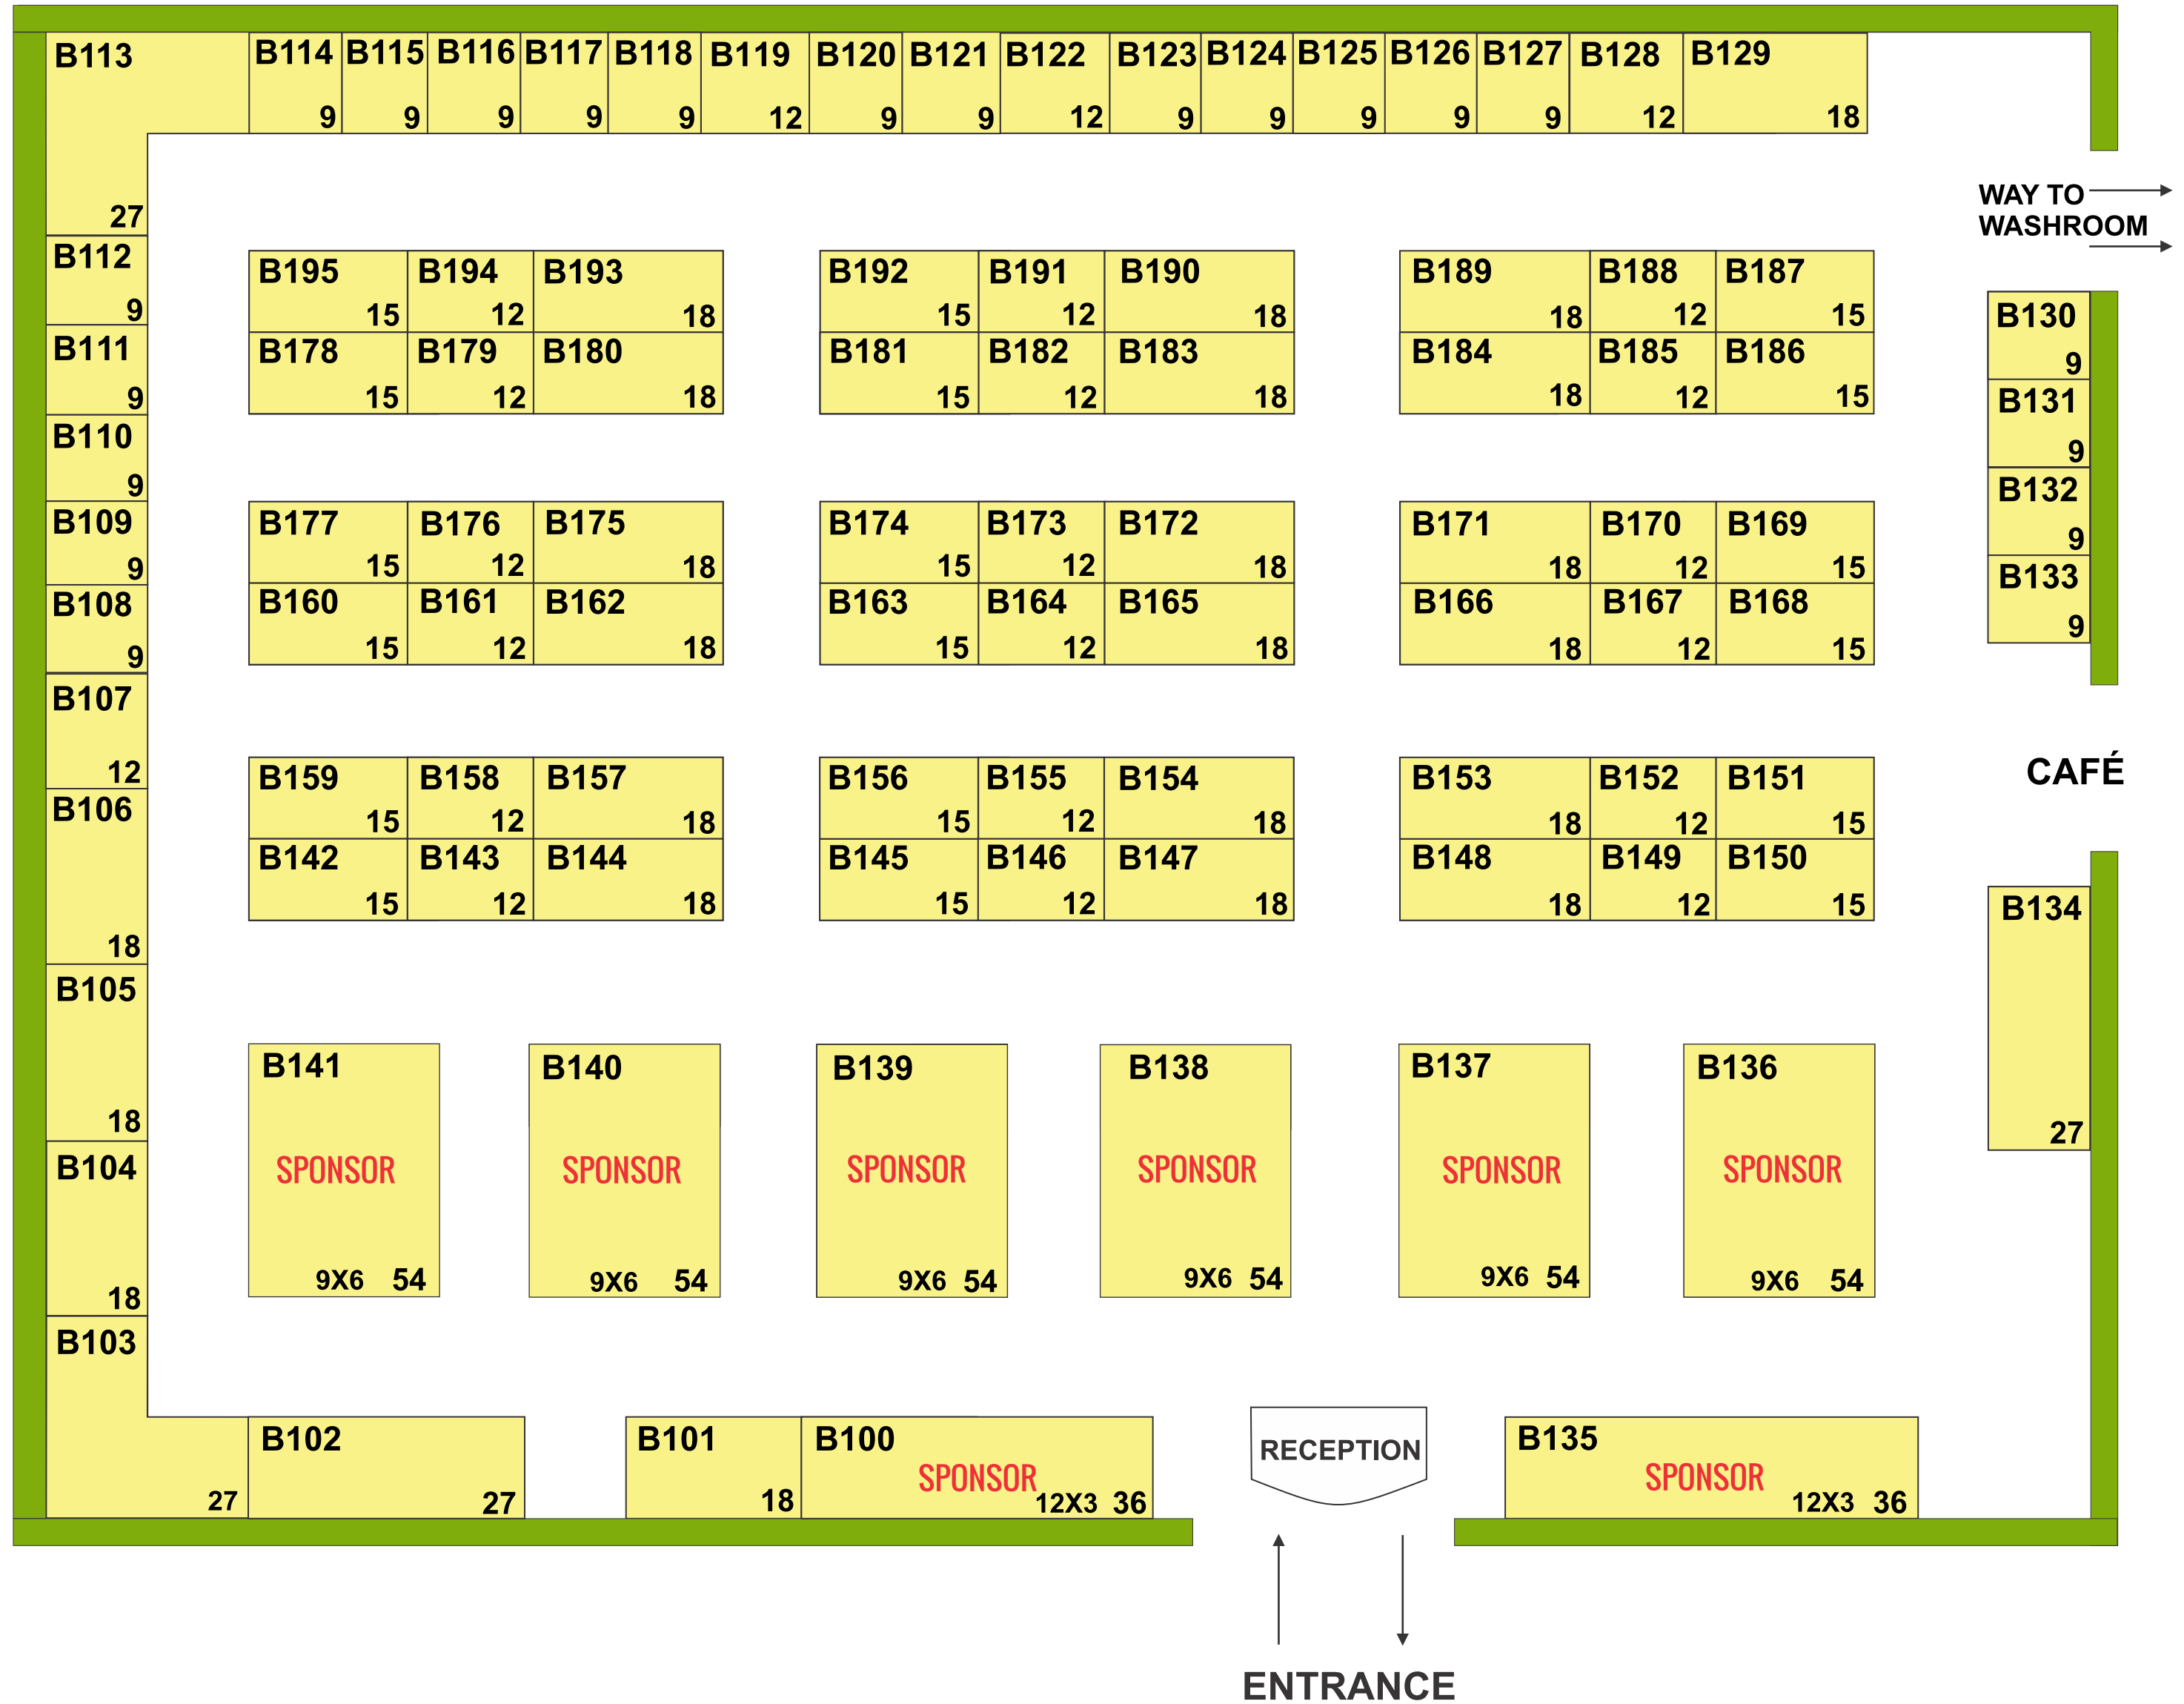 B113
27
B114
9
B115
9
B116
9
B117
9
B118
9
B119
12
B120
9
B121
9
B122
12
B123
9
B124
9
B125
9
B126
9
B127
9
B128
12
B129
18
WAY TO
WASHROOM
B112
9
B111
9
B110
9
B109
9
B108
9
B107
12
B106
18
B105
18
B104
18
B103
27
B195
15
B194
12
B193
18
B178
15
B179
12
B180
18
B192
15
B191
12
B190
18
B181
15
B182
12
B183
18
B189
18
B188
12
B187
15
B184
18
B185
12
B186
15
B130
9
B131
9
B132
9
B133
9
B177
15
B176
12
B175
18
B160
15
B161
12
B162
18
B174
15
B173
12
B172
18
B163
15
B164
12
B165
18
B171
18
B170
12
B169
15
B166
18
B167
12
B168
15
CAFÉ
B159
15
B158
12
B157
18
B142
15
B143
12
B144
18
B156
15
B155
12
B154
18
B145
15
B146
12
B147
18
B153
18
B152
12
B151
15
B148
18
B149
12
B150
15
B134
27
B141
SPONSOR
9X6 54
B140
SPONSOR
9X6 54
B139
SPONSOR
9X6 54
B138
SPONSOR
9X6 54
B137
SPONSOR
9X6 54
B136
SPONSOR
9X6 54
B102
27
B101
18
B100
SPONSOR
12X3 36
RECEPTION
B135
SPONSOR
12X3 36
ENTRANCE